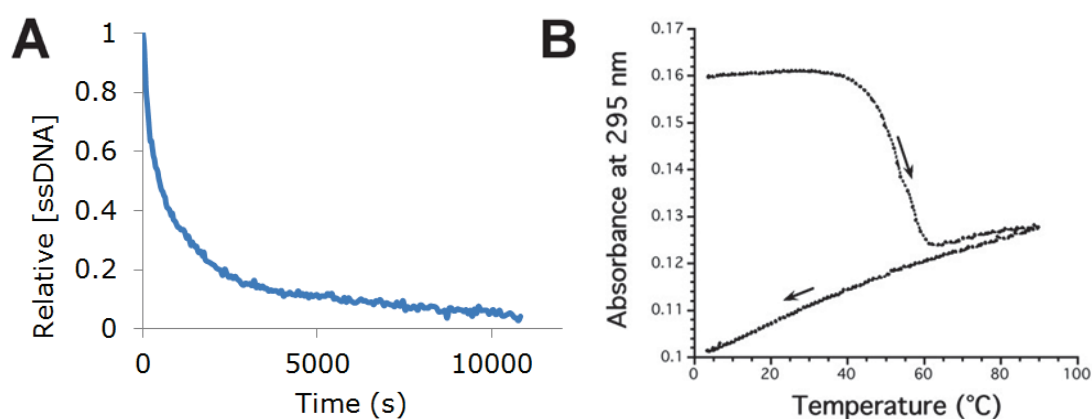 A
Relative [ssDNA]
1
0.8
0.6
0.4
0.2
0
0 5000 10000
Time (s)
B
Absorbance at 295 nm
0.16
0.15
0.14
0.13
0.12
0.11
0.1
0 20 40 60 80 100
Temperature (°C)